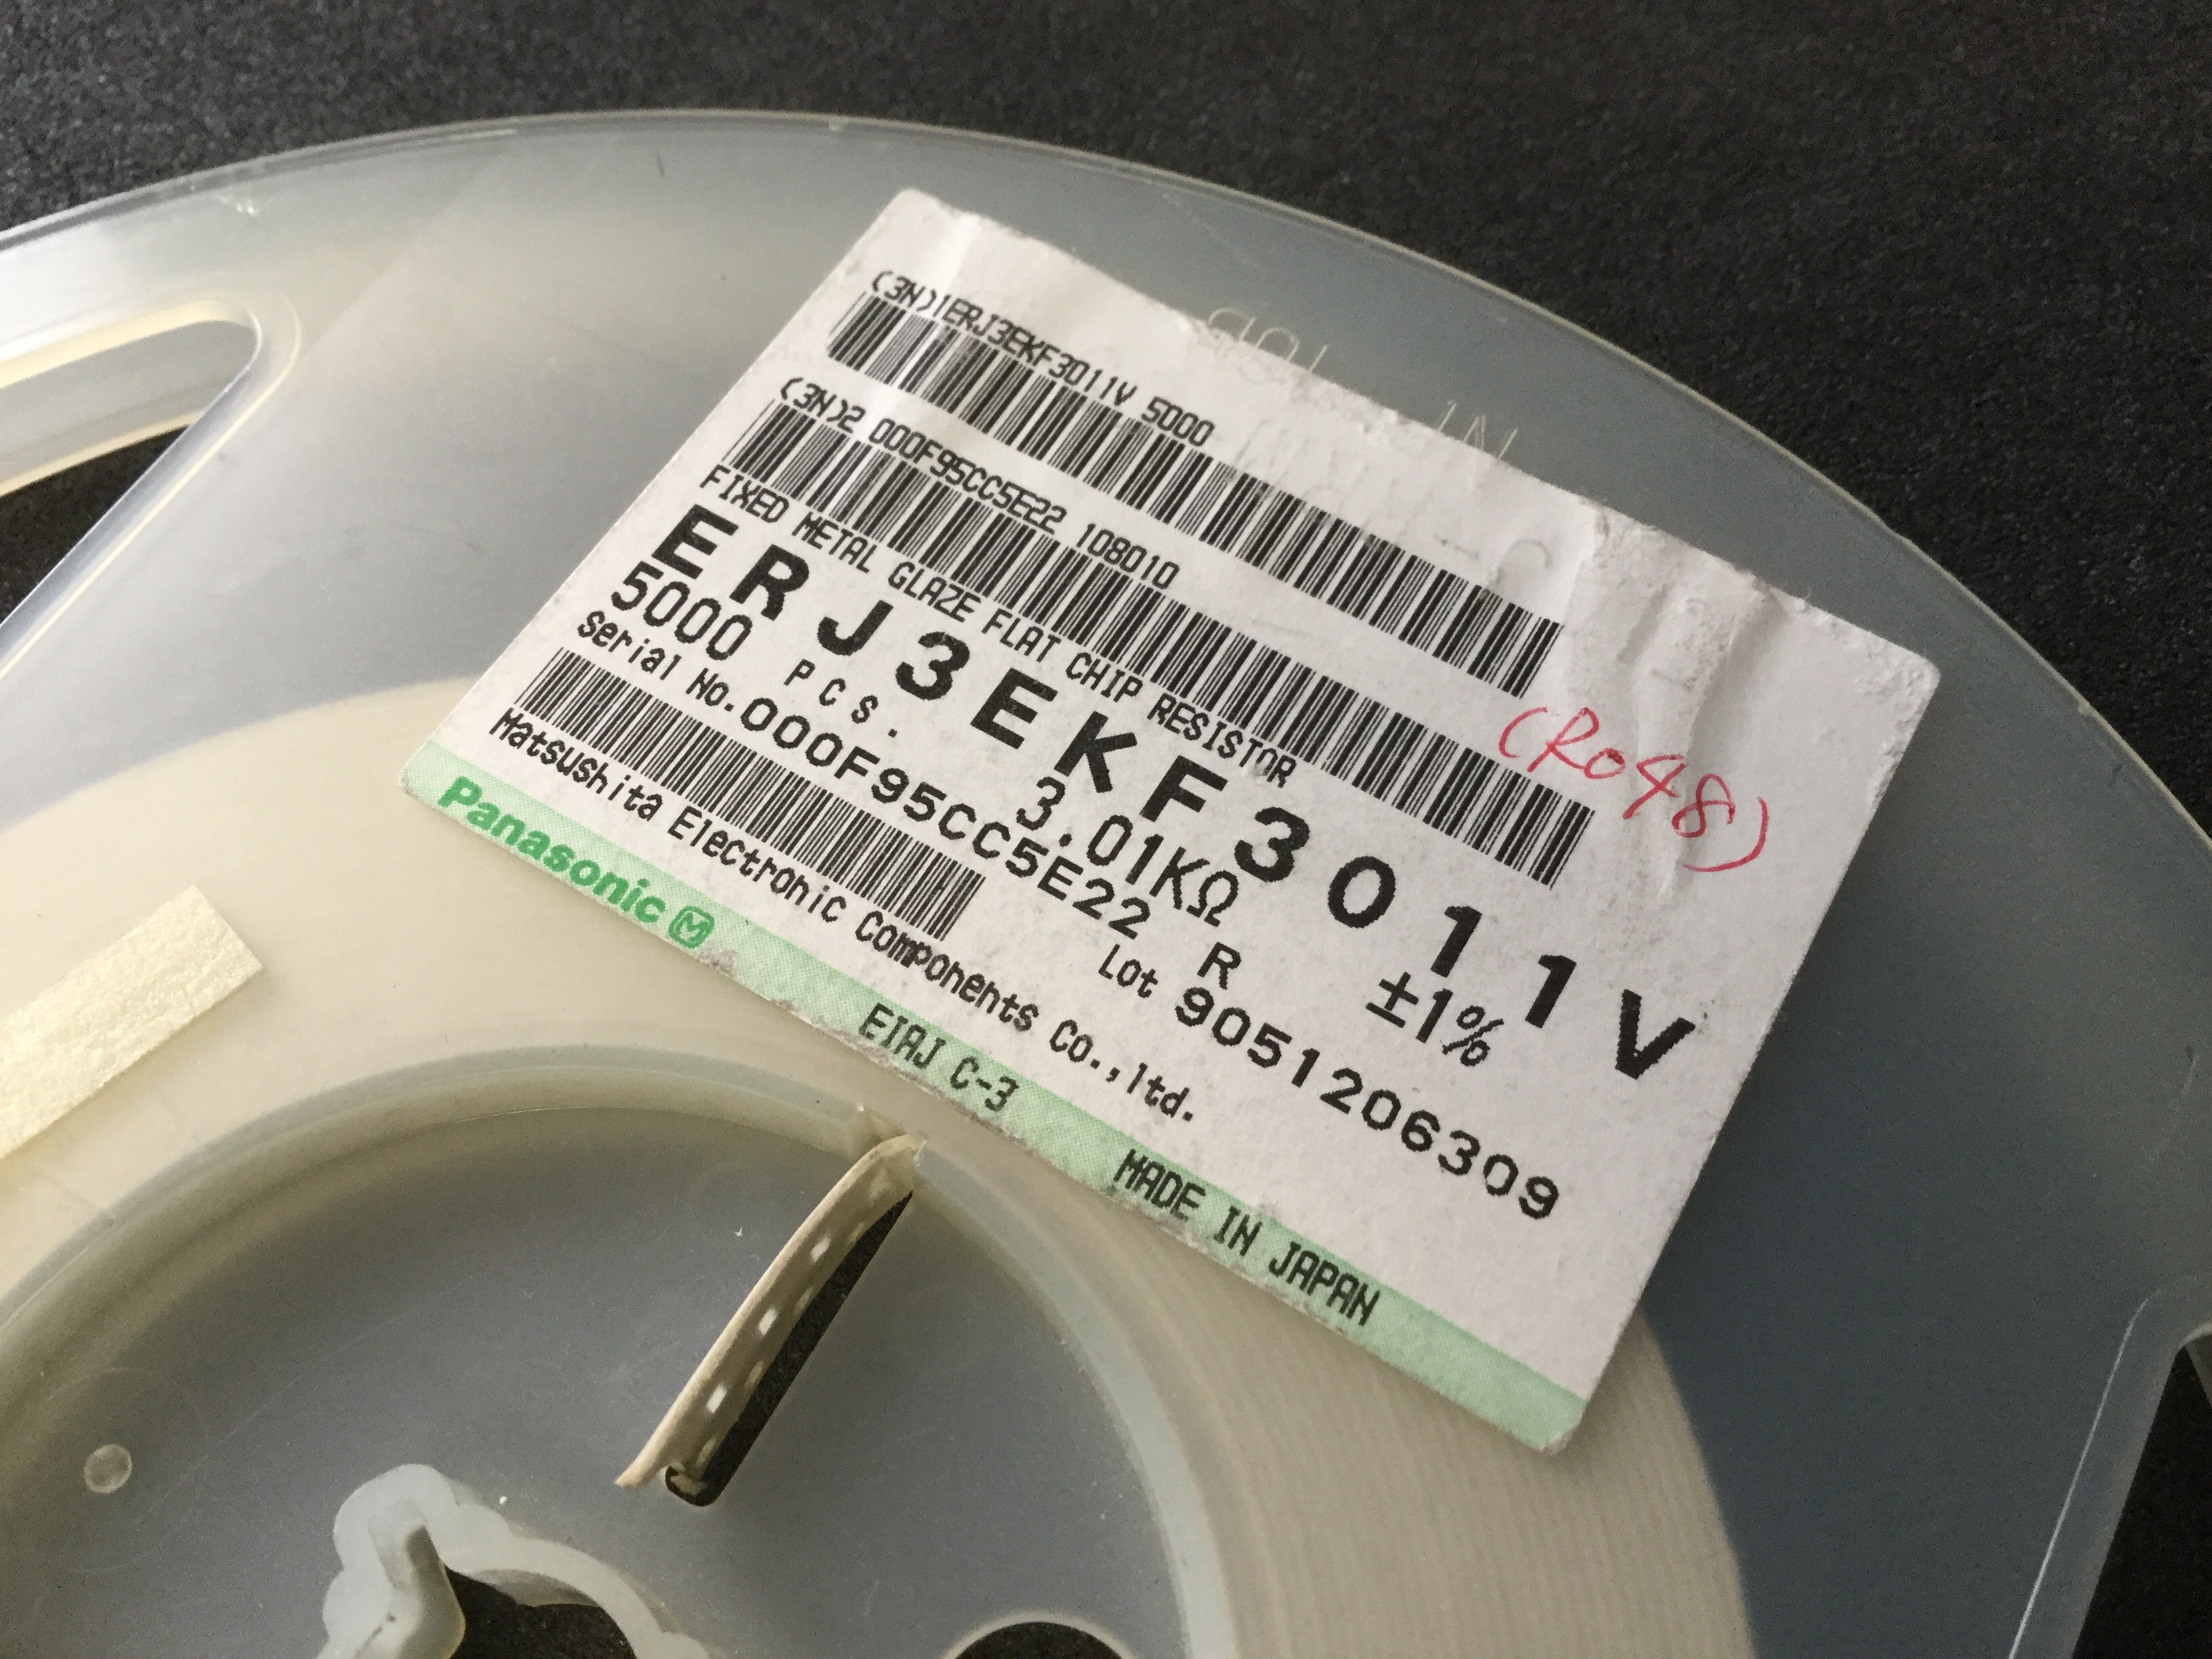 (3N)1ERJ3EKF3011V 5000
(3N)2 000F95CC5E22 108010
(R048)
FIXED METAL GLAZE FLAT CHIP RESISTOR
ERJ3EKF3011V
5000 PCS. 3.01KΩ ±1%
Serial No.000F95CC5E22 R
Lot 9051206309
Matsushita Electronic Components Co.,ltd.
Panasonic
EIAJ C-3 MADE IN JAPAN